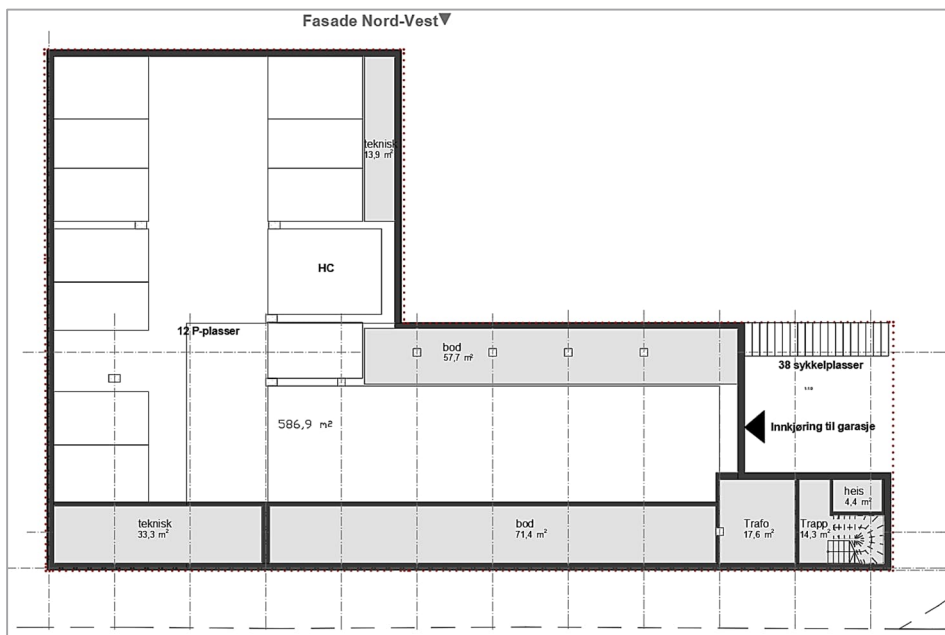 Fasade Nord-Vest
teknisk
13,9 m²
HC
12 P-plasser
bod
57,7 m²
38 sykkelplasser
586,9 m²
Innkjøring til garasje
teknisk
33,3 m²
bod
71,4 m²
Trafo
17,6 m²
Trapp
14,3 m²
heis
4,4 m²